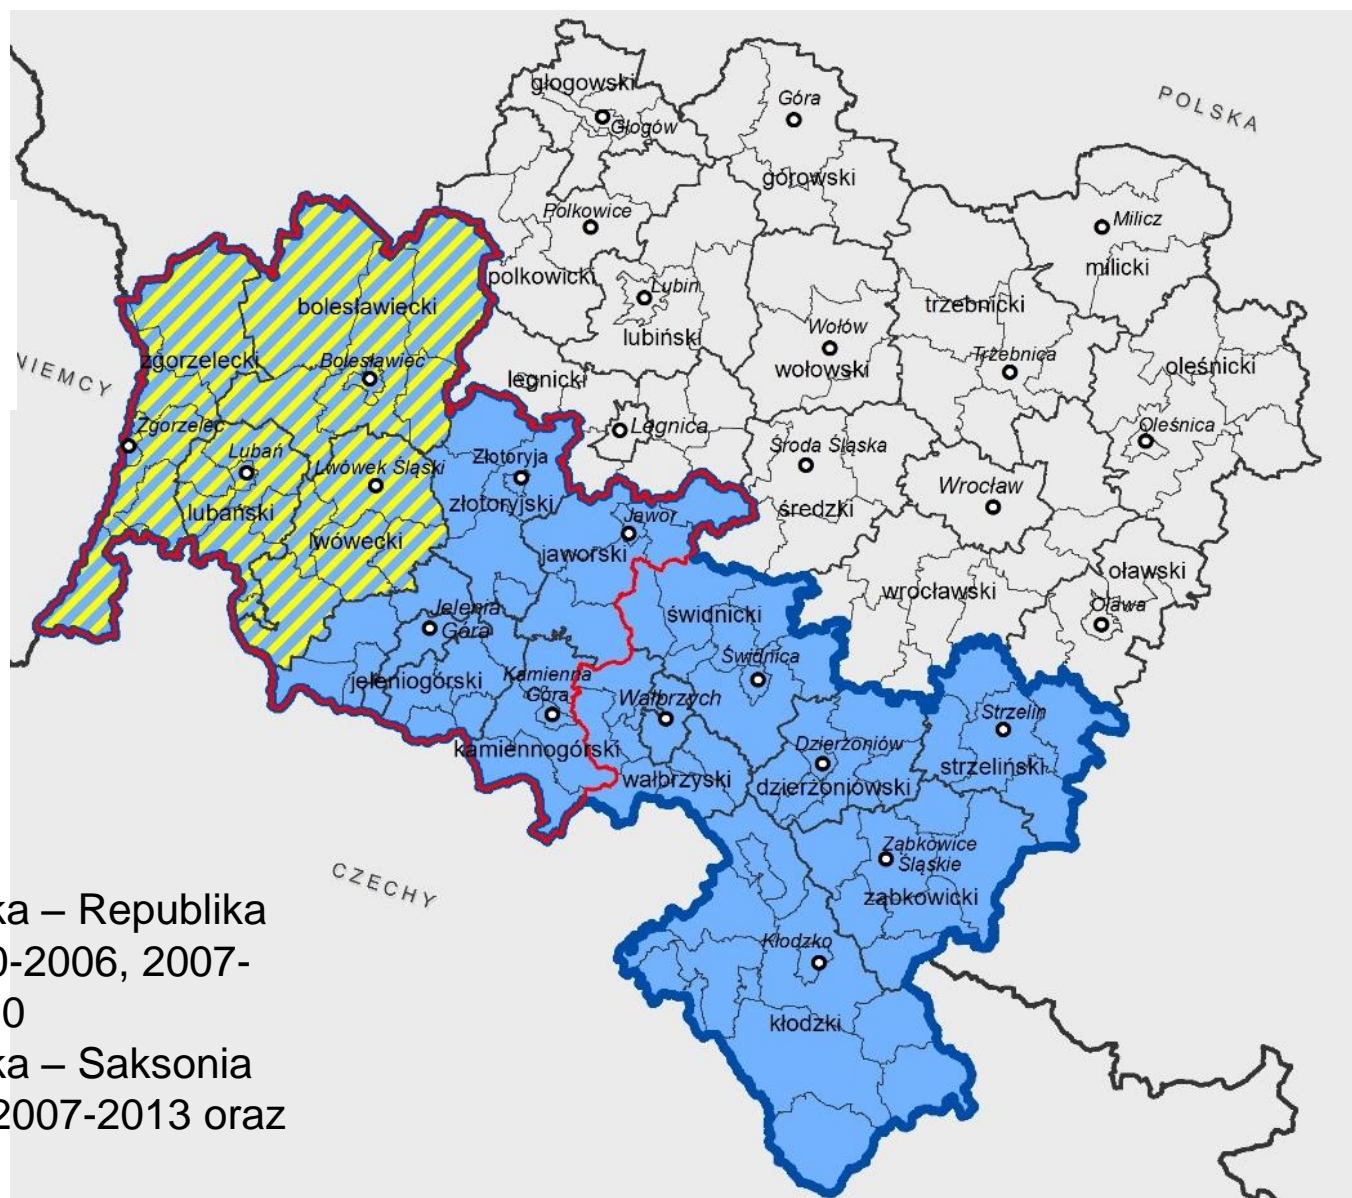 POLSKA
głogowski
Głogów
Góra
górowski
Milicz
milicki
Polkowice
polkowicki
Lubin
lubiński
trzebnicki
Trzebnica
Wołów
wołowski
oleśnicki
Oleśnica
bolesławiecki
Bolesławiec
zgorzelecki
NIEMCY
Zgorzelec
Lubań
lubański
Lwówek Śląski
lwówecki
legnicki
Legnica
Złotoryja
złotoryjski
Środa Śląska
średzki
Wrocław
wrocławski
Jawor
jaworski
oławski
Oława
świdnicki
Świdnica
Jelenia
Góra
jeleniogórski
Kamienna
Góra
kamiennogórski
Wałbrzych
wałbrzyski
Dzierżoniów
dzierżoniowski
Strzelin
strzeliński
Ząbkowice
Śląskie
ząbkowicki
CZECHY
Kłodzko
kłodzki
ka – Republika
0-2006, 2007-
0
ka – Saksonia
2007-2013 oraz